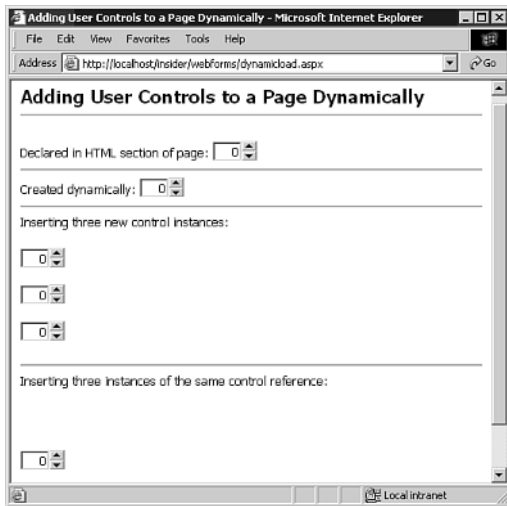 Adding User Controls to a Page Dynamically - Microsoft Internet Explorer
File Edit View Favorites Tools Help
Address http://localhost/insider/webforms/dynamicload.aspx Go
Adding User Controls to a Page Dynamically
Declared in HTML section of page: 0
Created dynamically: 0
Inserting three new control instances:
0
0
0
Inserting three instances of the same control reference:
0
Local intranet